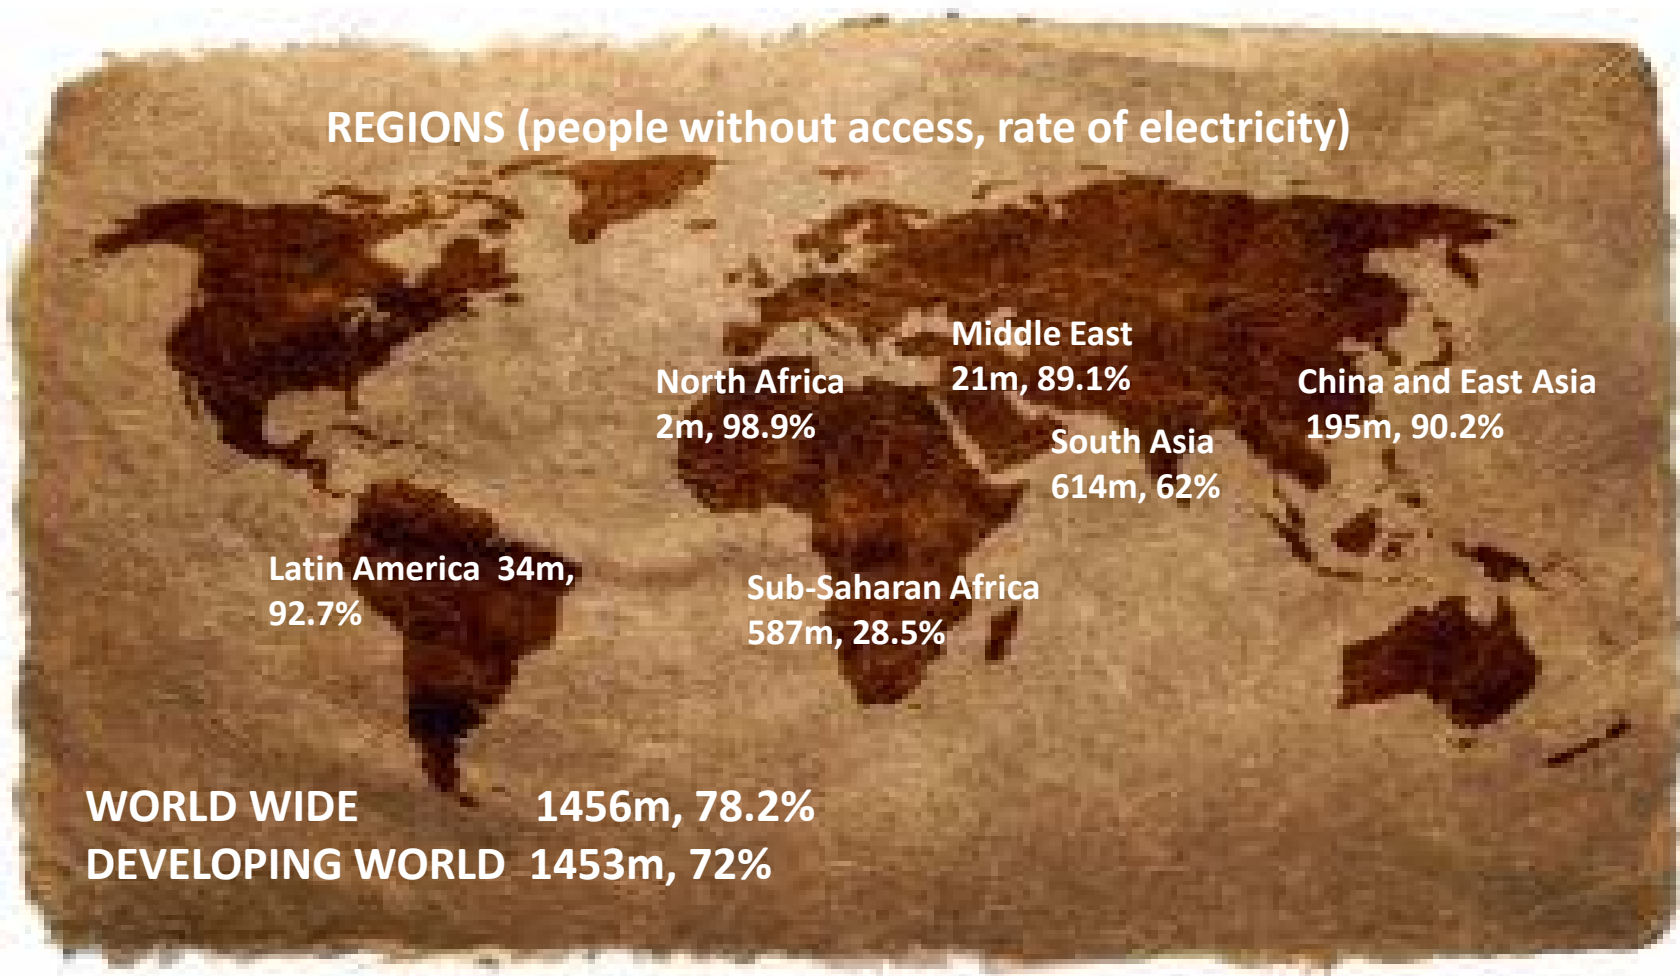 REGIONS (people without access, rate of electricity)
Middle East
21m, 89.1%
North Africa
2m, 98.9%
China and East Asia
195m, 90.2%
South Asia
614m, 62%
Latin America 34m,
92.7%
Sub-Saharan Africa
587m, 28.5%
WORLD WIDE 1456m, 78.2%
DEVELOPING WORLD 1453m, 72%